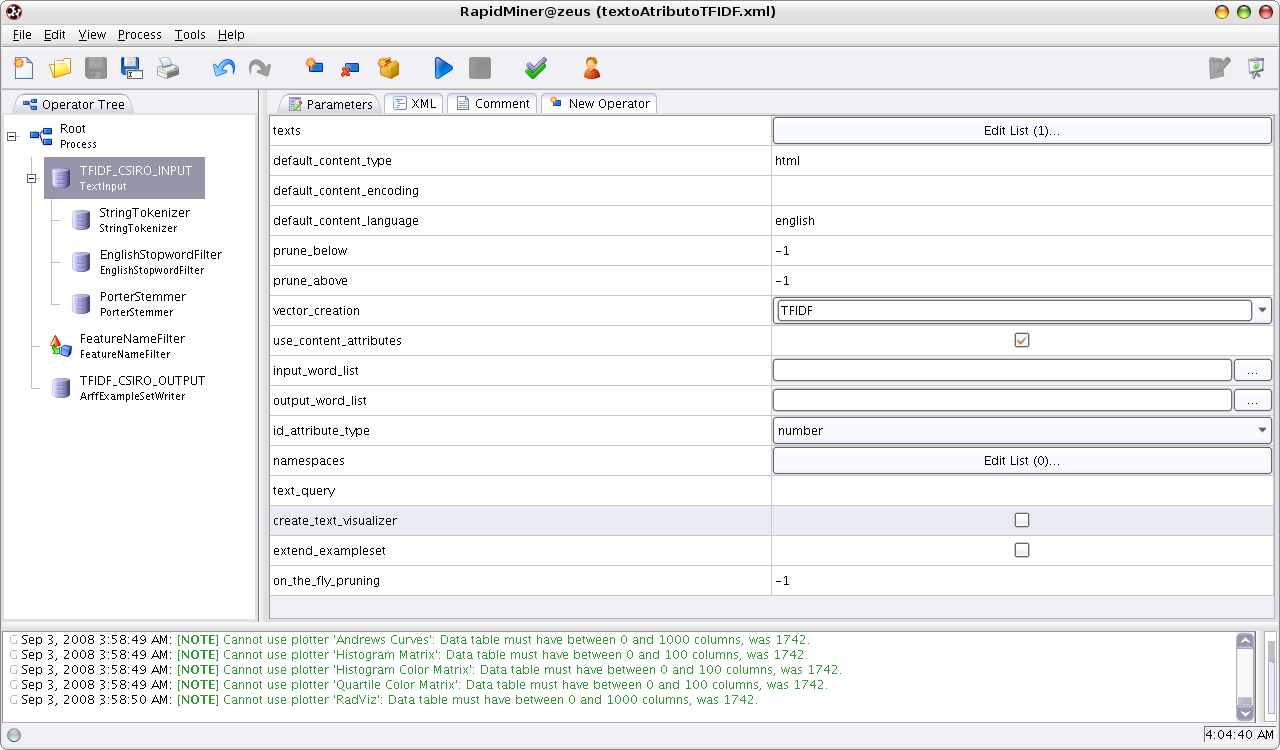 RapidMiner@zeus (textoAtributoTFIDF.xml)
File Edit View Process Tools Help
Operator Tree
Root
Process
TFIDF_CSIRO_INPUT
TextInput
StringTokenizer
StringTokenizer
EnglishStopwordFilter
EnglishStopwordFilter
PorterStemmer
PorterStemmer
FeatureNameFilter
FeatureNameFilter
TFIDF_CSIRO_OUTPUT
ArffExampleSetWriter
Parameters XML Comment New Operator
texts Edit List (1)...
default_content_type html
default_content_encoding
default_content_language english
prune_below -1
prune_above -1
vector_creation TFIDF
use_content_attributes
input_word_list ...
output_word_list ...
id_attribute_type number
namespaces Edit List (0)...
text_query
create_text_visualizer
extend_exampleset
on_the_fly_pruning -1
G Sep 3, 2008 3:58:49 AM: [NOTE] Cannot use plotter 'Andrews Curves': Data table must have between 0 and 1000 columns, was 1742.
G Sep 3, 2008 3:58:49 AM: [NOTE] Cannot use plotter 'Histogram Matrix': Data table must have between 0 and 100 columns, was 1742.
G Sep 3, 2008 3:58:49 AM: [NOTE] Cannot use plotter 'Histogram Color Matrix': Data table must have between 0 and 100 columns, was 1742.
G Sep 3, 2008 3:58:49 AM: [NOTE] Cannot use plotter 'Quartile Color Matrix': Data table must have between 0 and 100 columns, was 1742.
G Sep 3, 2008 3:58:50 AM: [NOTE] Cannot use plotter 'RadViz': Data table must have between 0 and 1000 columns, was 1742.
4:04:40 AM